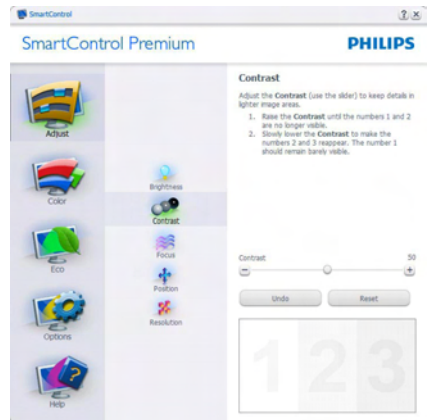 SmartControl
SmartControl Premium
PHILIPS
Adjust
Color
Eco
Options
Help
Brightness
Contrast
Focus
Position
Resolution
Contrast
Adjust the Contrast (use the slider) to keep details in
lighter image areas.
1. Raise the Contrast until the numbers 1 and 2
are no longer visible.
2. Slowly lower the Contrast to make the
numbers 2 and 3 reappear. The number 1
should remain barely visible.
Contrast 50
Undo Reset
1 2 3